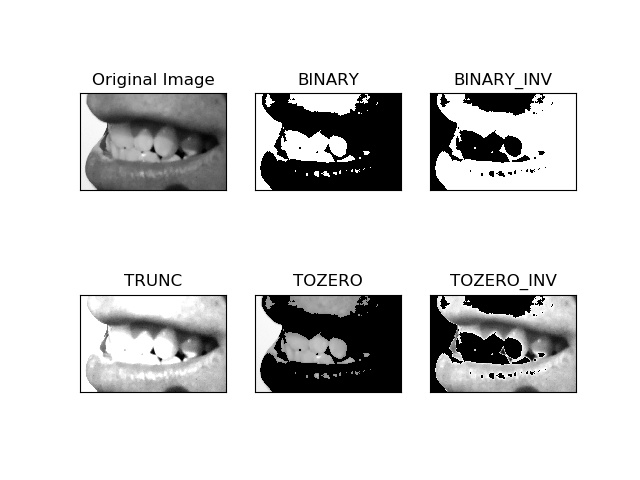 Original Image
BINARY
BINARY_INV
TRUNC
TOZERO
TOZERO_INV